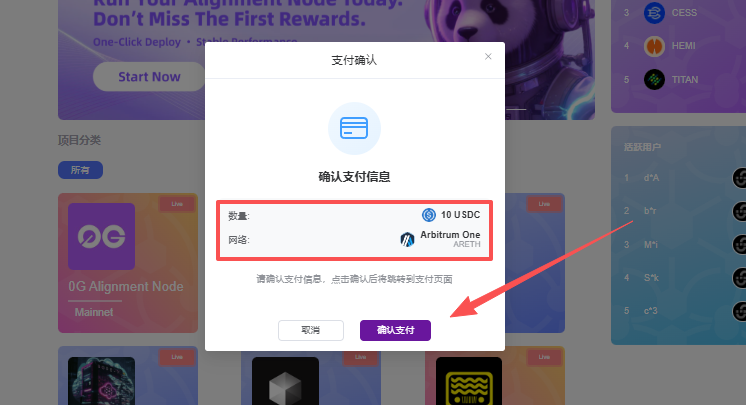 Run Your Alignment Node Today.
Don't Miss The First Rewards.
One-Click Deploy • Stable Performance
Start Now
3 CESS
4 HEMI
5 TITAN
支付确认
确认支付信息
数量: 10 USDC
网络: Arbitrum One
ARETH
请确认支付信息，点击确认后将跳转到支付页面
取消
确认支付
项目分类
所有
Live
0G
0G Alignment Node
Mainnet
Live
Live
Live
活跃用户
1 d*A
2 b*r
3 M*i
4 S*k
5 c*3